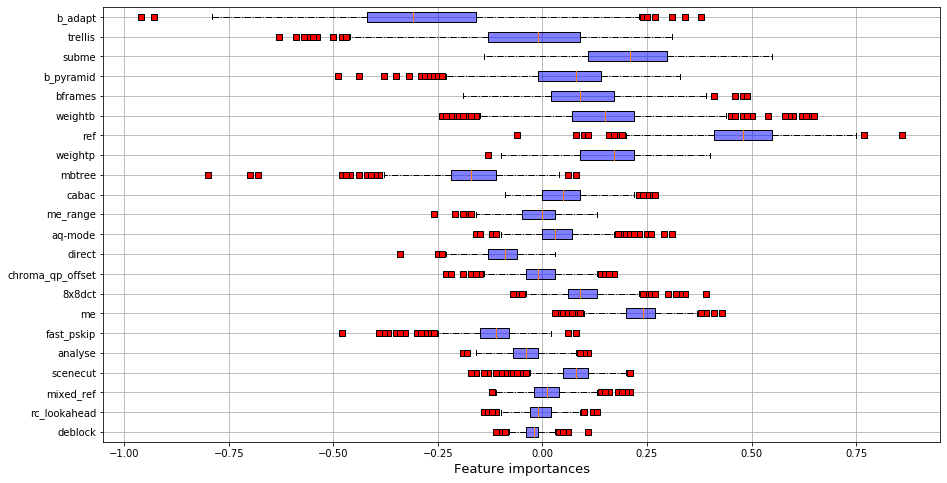 b_adapt
trellis
subme
b_pyramid
bframes
weightb
ref
weightp
mbtree
cabac
me_range
aq-mode
direct
chroma_qp_offset
8x8dct
me
fast_pskip
analyse
scenecut
mixed_ref
rc_lookahead
deblock
−1.00 −0.75 −0.50 −0.25 0.00 0.25 0.50 0.75
Feature importances